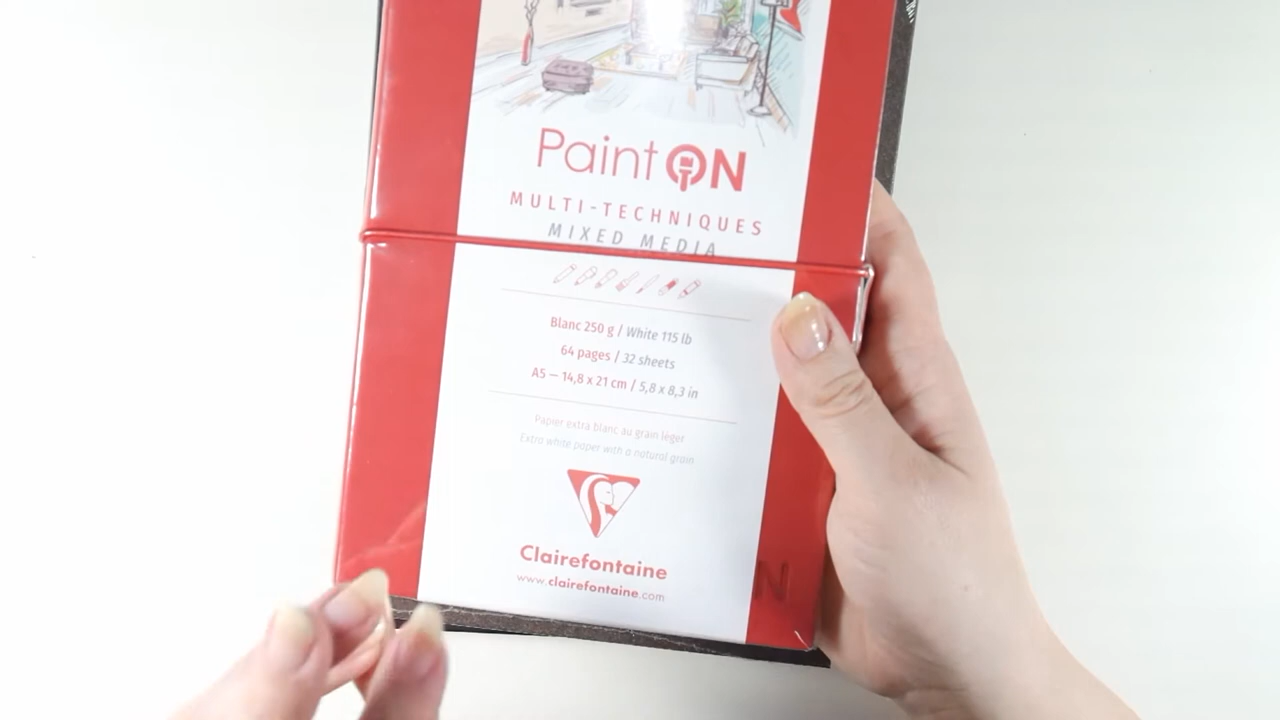 Paint ON
MULTI-TECHNIQUES
MIXED MEDIA
Blanc 250 g / White 115 lb
64 pages / 32 sheets
A5 – 14,8 x 21 cm / 5,8 x 8,3 in
Papier extra blanc au grain léger
Extra white paper with a natural grain
Clairefontaine
www.clairefontaine.com
N